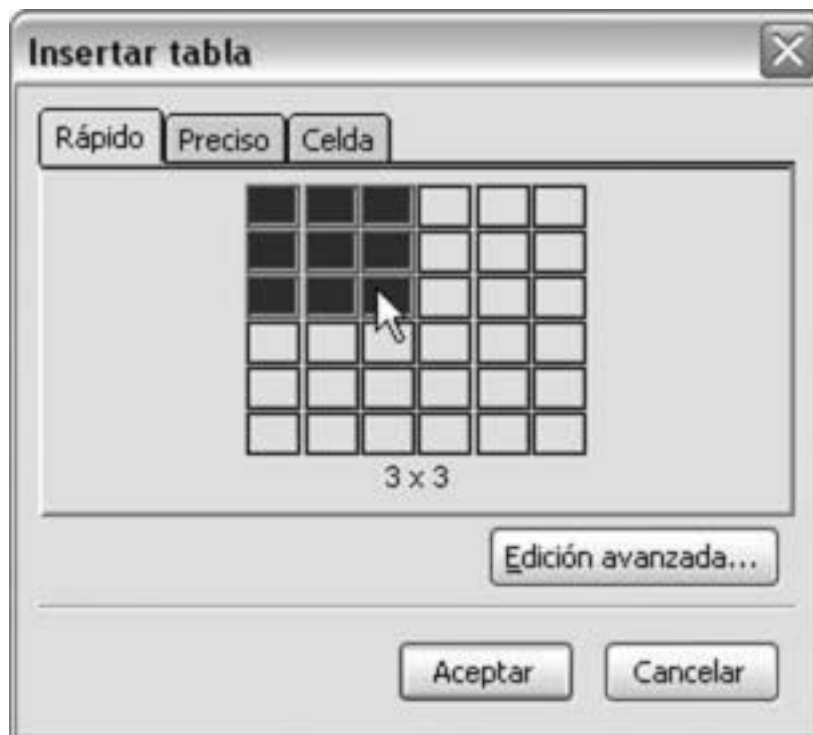 Insertar tabla
Rápido Preciso Celda
3 x 3
Edición avanzada...
Aceptar Cancelar